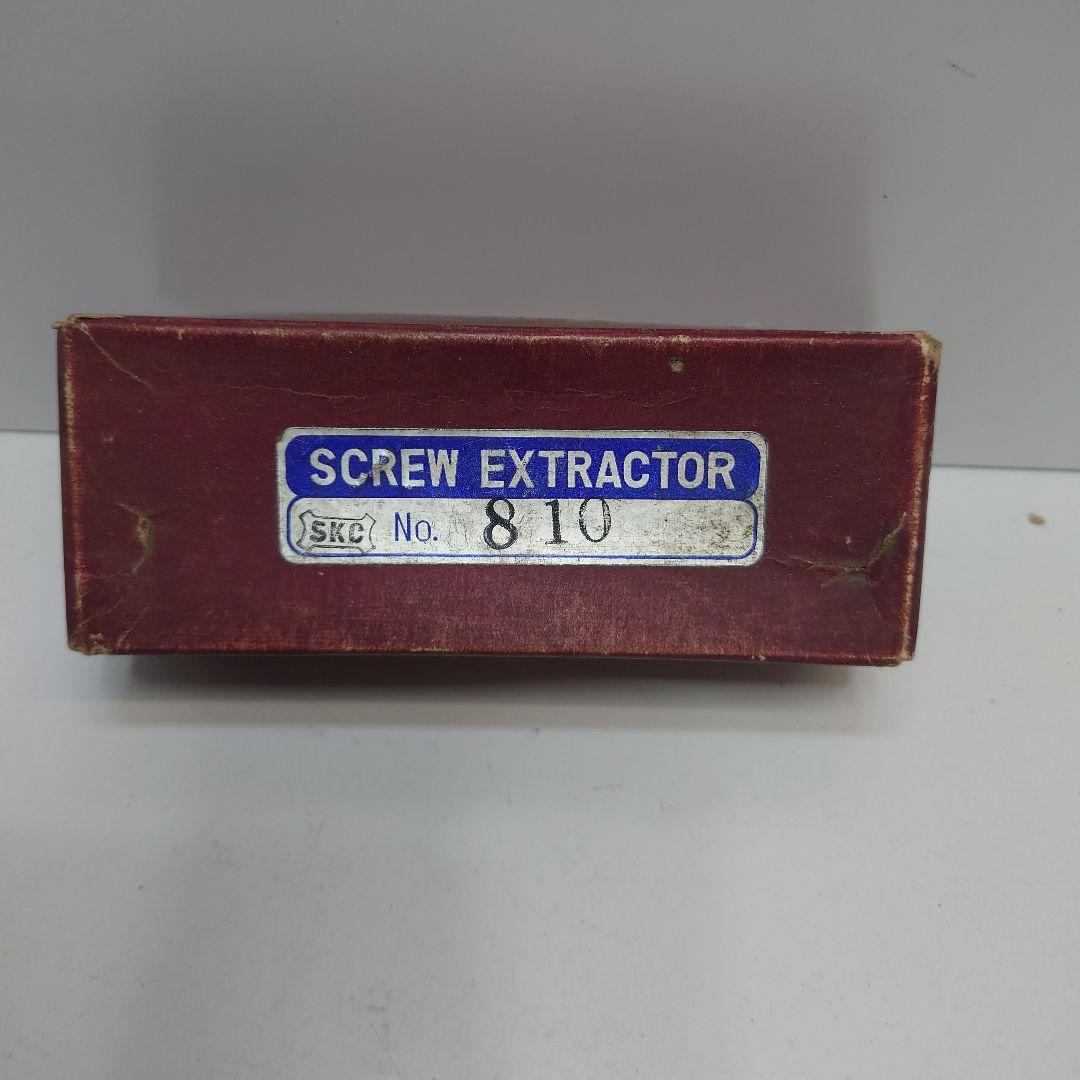 SCREW EXTRACTOR
SKC No. 810